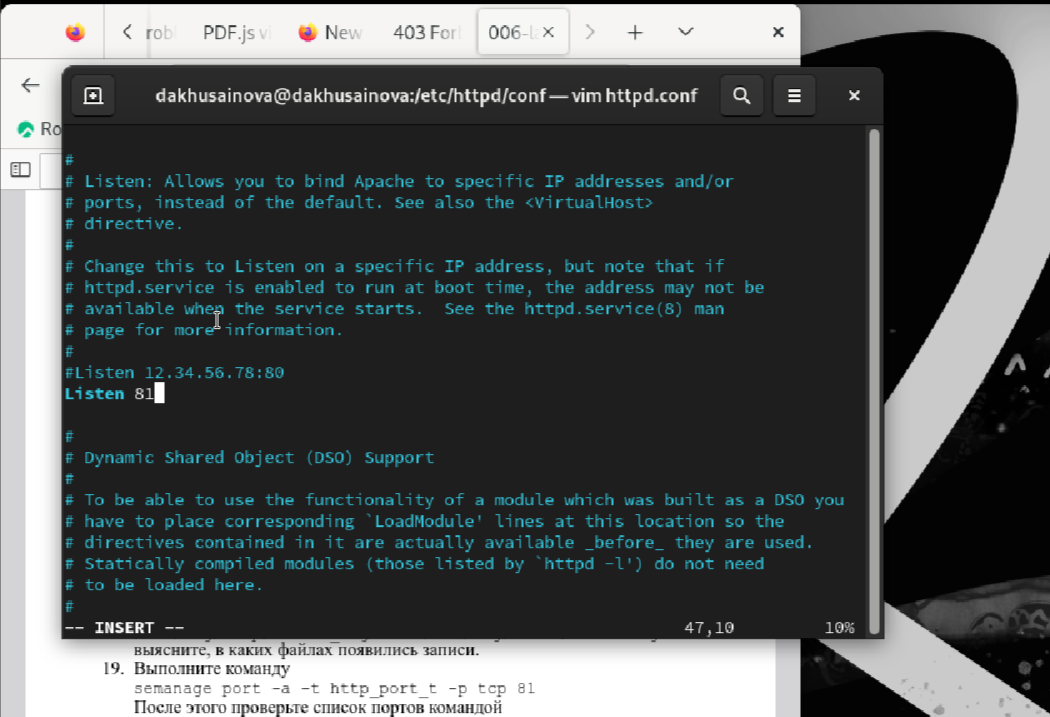 PDF.js
New
403
006-
dakhusainova@dakhusainova:/etc/httpd/conf — vim httpd.conf
Ro
#
# Listen: Allows you to bind Apache to specific IP addresses and/or
# ports, instead of the default. See also the <VirtualHost>
# directive.
#
# Change this to Listen on a specific IP address, but note that if
# httpd.service is enabled to run at boot time, the address may not be
# available when the service starts.  See the httpd.service(8) man
# page for more information.
#
#Listen 12.34.56.78:80
Listen 81
#
# Dynamic Shared Object (DSO) Support
#
# To be able to use the functionality of a module which was built as a DSO you
# have to place corresponding `LoadModule' lines at this location so the
# directives contained in it are actually available _before_ they are used.
# Statically compiled modules (those listed by `httpd -l') do not need
# to be loaded here.
#
-- INSERT -- 47,10 10%
выясните, в каких файлах появились записи.
19. Выполните команду
semanage port -a -t http_port_t -p tcp 81
После этого проверьте список портов командой